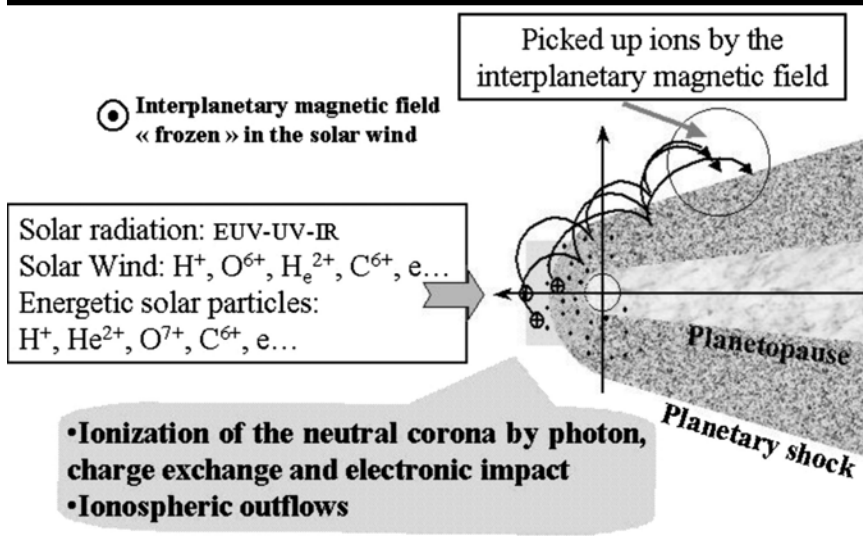 Picked up ions by the
interplanetary magnetic field
Interplanetary magnetic field
« frozen » in the solar wind
Solar radiation: EUV-UV-IR
Solar Wind: H⁺, O⁶⁺, Hₑ²⁺, C⁶⁺, e...
Energetic solar particles:
H⁺, He²⁺, O⁷⁺, C⁶⁺, e...
Planetopause
Planetary shock
•Ionization of the neutral corona by photon,
charge exchange and electronic impact
•Ionospheric outflows